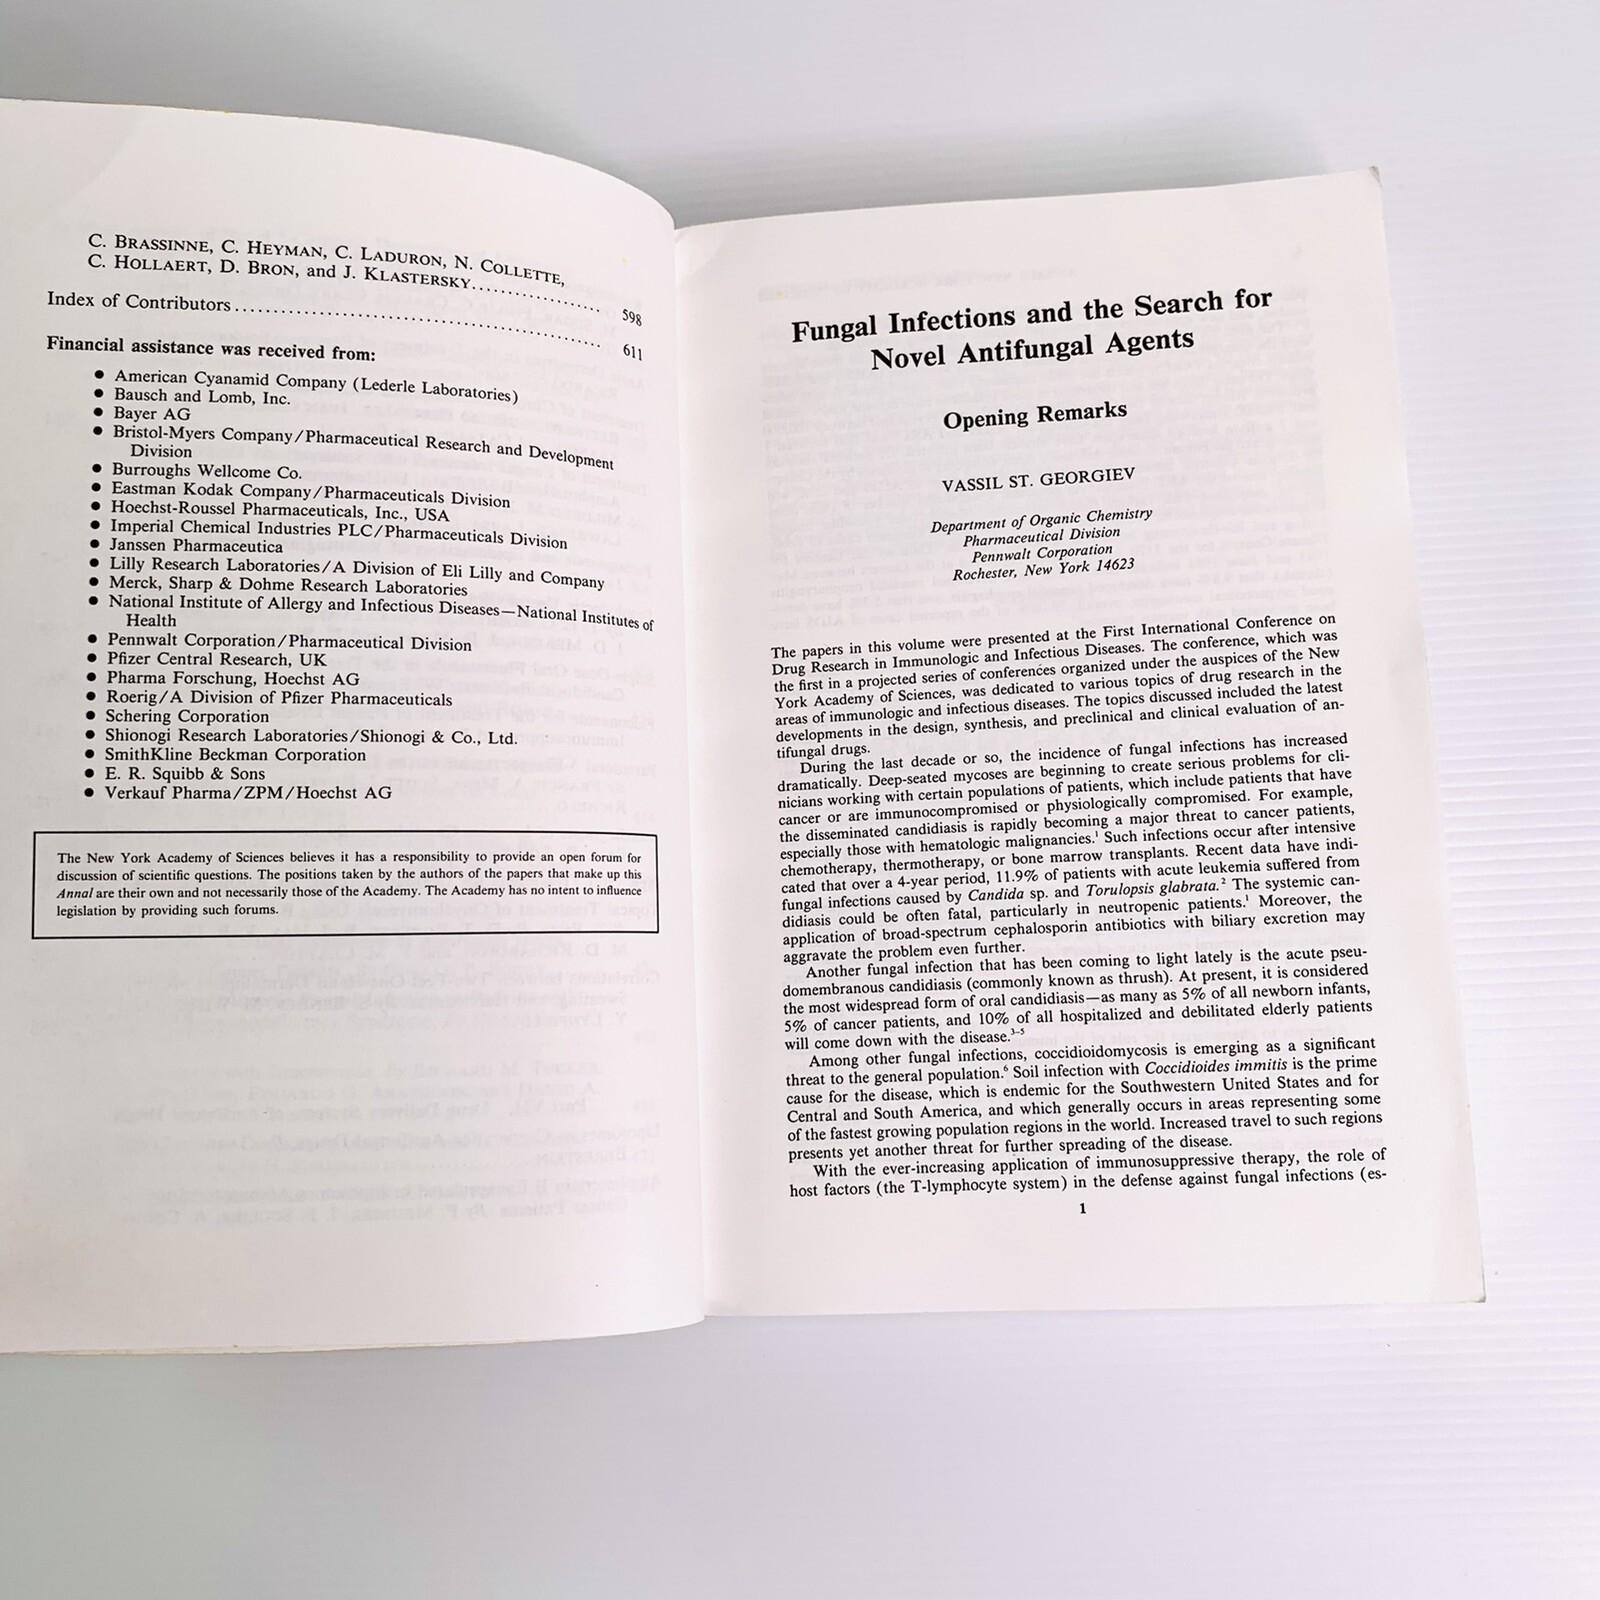 C. BRASSINNE, C. HEYMAN, C. LADURON, N. COLLETTE,
C. HOLLAERT, D. BRON, and J. KLASTERSKY.................. 598
Index of Contributors................................................. 611
Financial assistance was received from:
● American Cyanamid Company (Lederle Laboratories)
● Bausch and Lomb, Inc.
● Bayer AG
● Bristol-Myers Company/Pharmaceutical Research and Development
Division
● Burroughs Wellcome Co.
● Eastman Kodak Company/Pharmaceuticals Division
● Hoechst-Roussel Pharmaceuticals, Inc., USA
● Imperial Chemical Industries PLC/Pharmaceuticals Division
● Janssen Pharmaceutica
● Lilly Research Laboratories/A Division of Eli Lilly and Company
● Merck, Sharp & Dohme Research Laboratories
● National Institute of Allergy and Infectious Diseases—National Institutes of
Health
● Pennwalt Corporation/Pharmaceutical Division
● Pfizer Central Research, UK
● Pharma Forschung, Hoechst AG
● Roerig/A Division of Pfizer Pharmaceuticals
● Schering Corporation
● Shionogi Research Laboratories/Shionogi & Co., Ltd.
● SmithKline Beckman Corporation
● E. R. Squibb & Sons
● Verkauf Pharma/ZPM/Hoechst AG
The New York Academy of Sciences believes it has a responsibility to provide an open forum for
discussion of scientific questions. The positions taken by the authors of the papers that make up this
Annal are their own and not necessarily those of the Academy. The Academy has no intent to influence
legislation by providing such forums.
Fungal Infections and the Search for
Novel Antifungal Agents
Opening Remarks
VASSIL ST. GEORGIEV
Department of Organic Chemistry
Pharmaceutical Division
Pennwalt Corporation
Rochester, New York 14623
The papers in this volume were presented at the First International Conference on
Drug Research in Immunologic and Infectious Diseases. The conference, which was
the first in a projected series of conferences organized under the auspices of the New
York Academy of Sciences, was dedicated to various topics of drug research in the
areas of immunologic and infectious diseases. The topics discussed included the latest
developments in the design, synthesis, and preclinical and clinical evaluation of an-
tifungal drugs.
During the last decade or so, the incidence of fungal infections has increased
dramatically. Deep-seated mycoses are beginning to create serious problems for cli-
nicians working with certain populations of patients, which include patients that have
cancer or are immunocompromised or physiologically compromised. For example,
the disseminated candidiasis is rapidly becoming a major threat to cancer patients,
especially those with hematologic malignancies.¹ Such infections occur after intensive
chemotherapy, thermotherapy, or bone marrow transplants. Recent data have indi-
cated that over a 4-year period, 11.9% of patients with acute leukemia suffered from
fungal infections caused by Candida sp. and Torulopsis glabrata.² The systemic can-
didiasis could be often fatal, particularly in neutropenic patients.¹ Moreover, the
application of broad-spectrum cephalosporin antibiotics with biliary excretion may
aggravate the problem even further.
Another fungal infection that has been coming to light lately is the acute pseu-
domembranous candidiasis (commonly known as thrush). At present, it is considered
the most widespread form of oral candidiasis—as many as 5% of all newborn infants,
5% of cancer patients, and 10% of all hospitalized and debilitated elderly patients
will come down with the disease.³⁻⁵
Among other fungal infections, coccidioidomycosis is emerging as a significant
threat to the general population.⁶ Soil infection with Coccidioides immitis is the prime
cause for the disease, which is endemic for the Southwestern United States and for
Central and South America, and which generally occurs in areas representing some
of the fastest growing population regions in the world. Increased travel to such regions
presents yet another threat for further spreading of the disease.
With the ever-increasing application of immunosuppressive therapy, the role of
host factors (the T-lymphocyte system) in the defense against fungal infections (es-
1